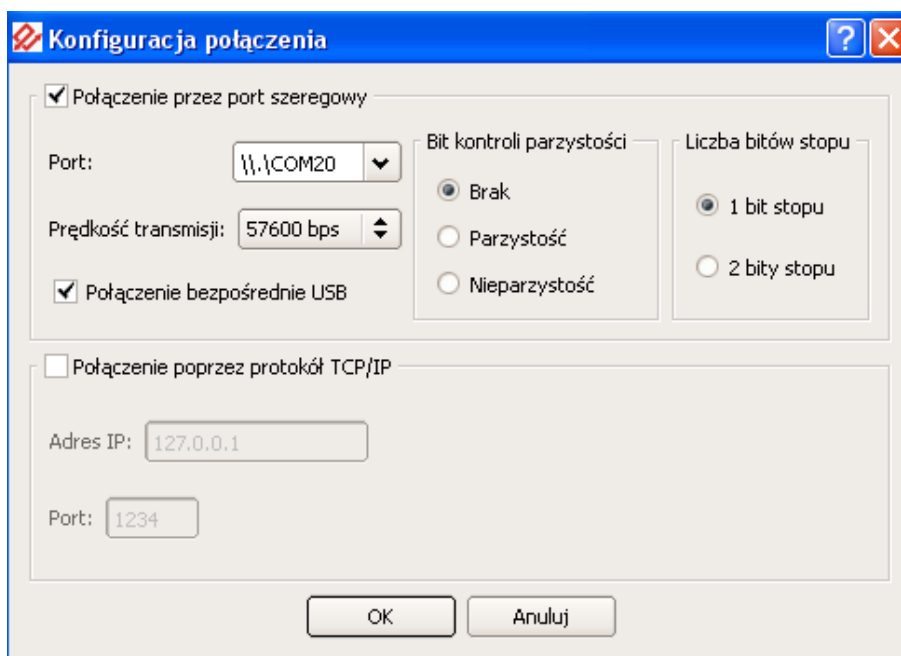 Konfiguracja połączenia
Połączenie przez port szeregowy
Port:
\\.\COM20
Prędkość transmisji:
57600 bps
Połączenie bezpośrednie USB
Bit kontroli parzystości
Brak
Parzystość
Nieparzystość
Liczba bitów stopu
1 bit stopu
2 bity stopu
Połączenie poprzez protokół TCP/IP
Adres IP:
127.0.0.1
Port:
1234
OK
Anuluj